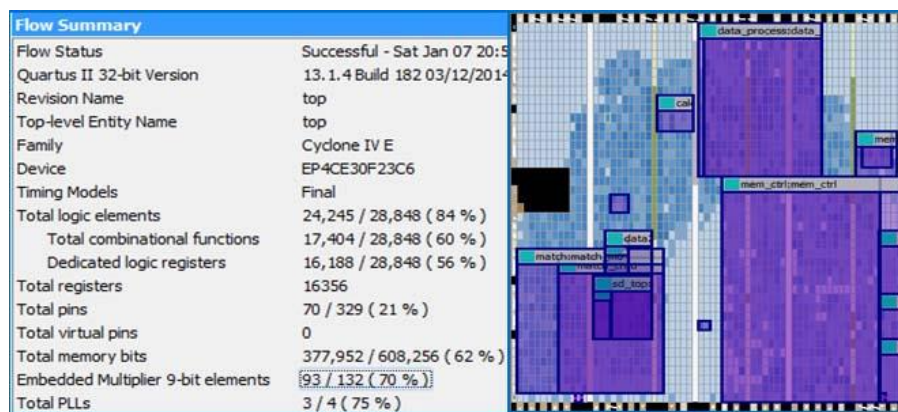 Flow Summary
Flow Status Successful - Sat Jan 07 20:5
Quartus II 32-bit Version 13.1.4 Build 182 03/12/2014
Revision Name top
Top-level Entity Name top
Family Cyclone IV E
Device EP4CE30F23C6
Timing Models Final
Total logic elements 24,245 / 28,848 ( 84 % )
Total combinational functions 17,404 / 28,848 ( 60 % )
Dedicated logic registers 16,188 / 28,848 ( 56 % )
Total registers 16356
Total pins 70 / 329 ( 21 % )
Total virtual pins 0
Total memory bits 377,952 / 608,256 ( 62 % )
Embedded Multiplier 9-bit elements 93 / 132 ( 70 % )
Total PLLs 3 / 4 ( 75 % )
data_process:data_
cal
mem
mem_ctrl:mem_ctrl
data
match:match
sd_top: